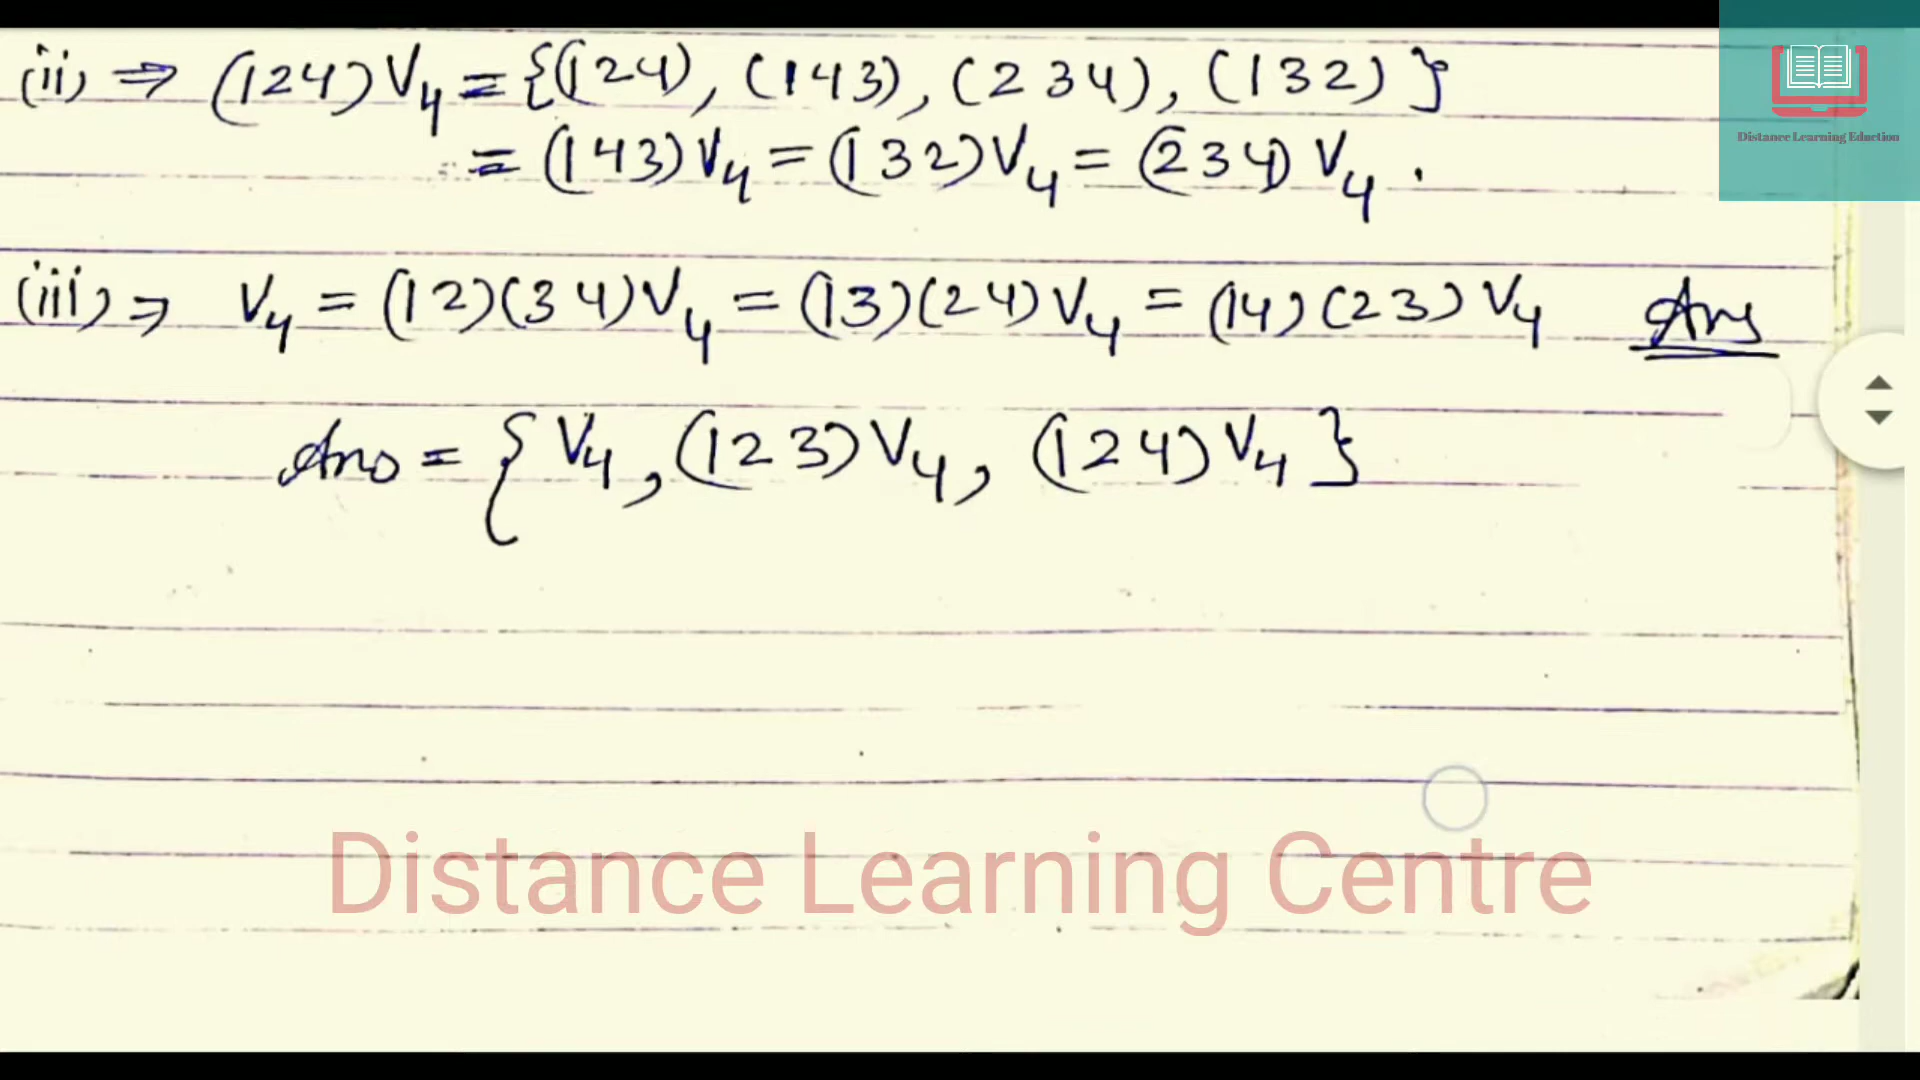 (ii) ⇒ (124)V₄ = {(124), (143), (234), (132)}
= (143)V₄ = (132)V₄ = (234)V₄ .
Distance Learning Eduction
(iii) ⇒ V₄ = (12)(34)V₄ = (13)(24)V₄ = (14)(23)V₄ Ans
Ans = {V₄, (123)V₄, (124)V₄}
Distance Learning Centre